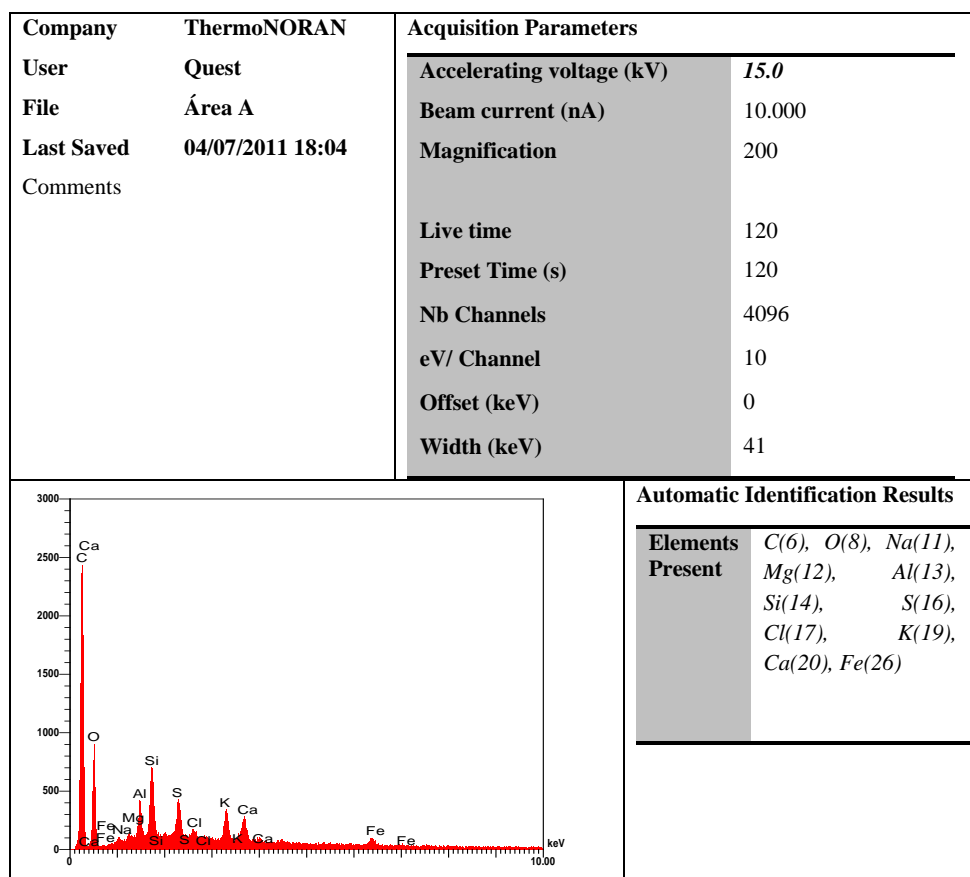 Company ThermoNORAN
User Quest
File Área A
Last Saved 04/07/2011 18:04
Comments
Acquisition Parameters
Accelerating voltage (kV) 15.0
Beam current (nA) 10.000
Magnification 200
Live time 120
Preset Time (s) 120
Nb Channels 4096
eV/ Channel 10
Offset (keV) 0
Width (keV) 41
3000
2500
2000
1500
1000
500
0
Ca
C
O
Ca
Fe
Fe
Na
Mg
Al
Si
Si
S
S
Cl
Cl
K
K
Ca
Ca
Fe
Fe
keV
0
10.00
Automatic Identification Results
Elements Present C(6), O(8), Na(11),
Mg(12), Al(13),
Si(14), S(16),
Cl(17), K(19),
Ca(20), Fe(26)